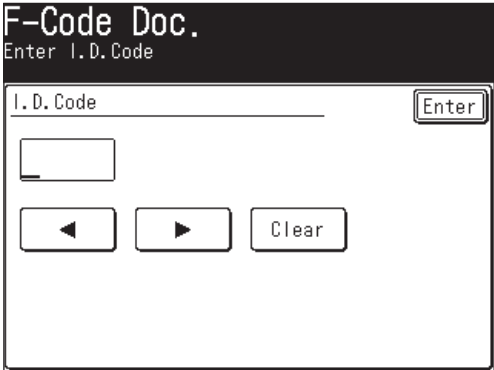 F-Code Doc.
Enter I.D.Code
I.D.Code
Enter
◀ ▶ Clear